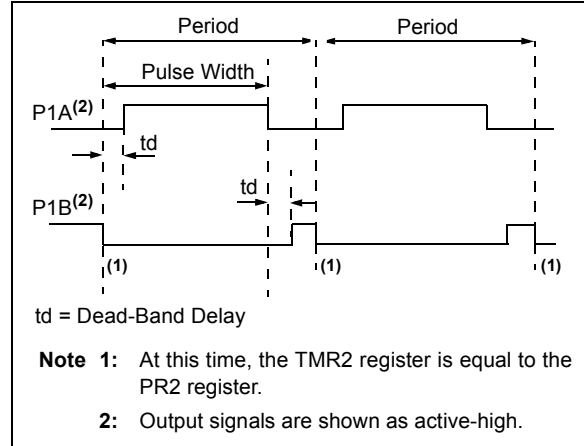 Period Period
Pulse Width
P1A(2)
td
td
P1B(2)
(1) (1) (1)
td = Dead-Band Delay
Note 1: At this time, the TMR2 register is equal to the
PR2 register.
2: Output signals are shown as active-high.